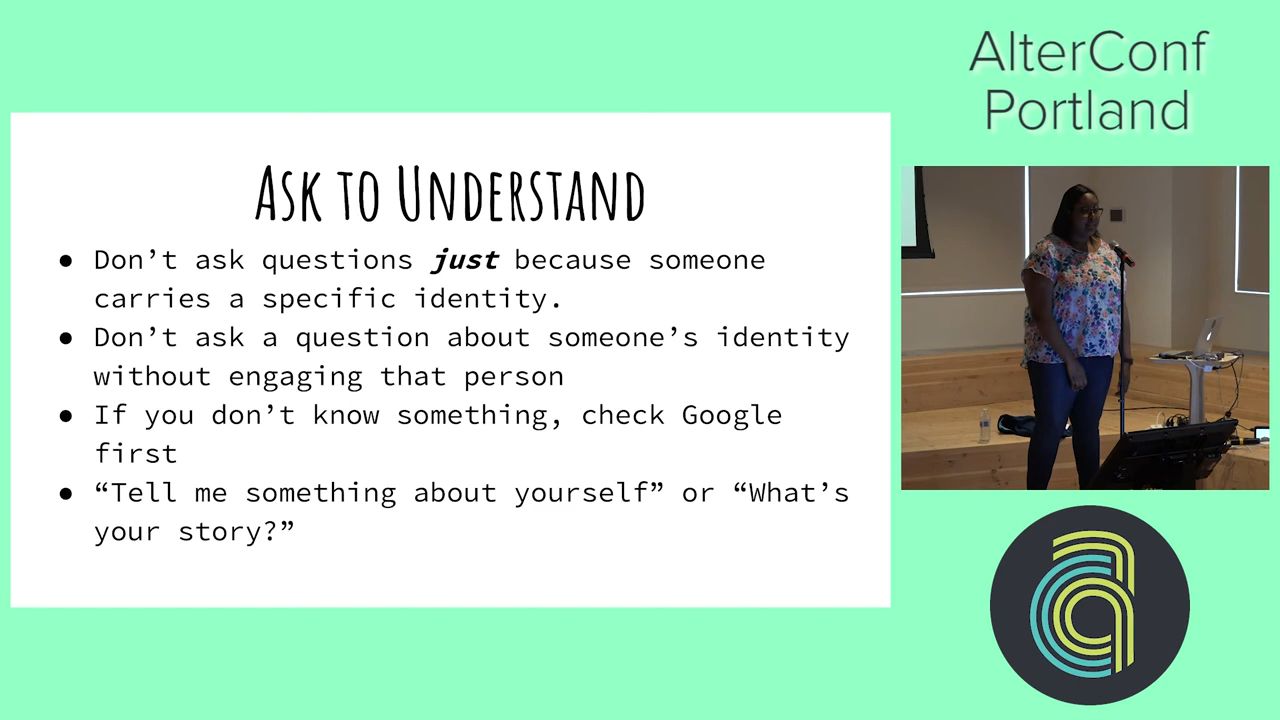 AlterConf
Portland
Ask to Understand
● Don’t ask questions just because someone
carries a specific identity.
● Don’t ask a question about someone’s identity
without engaging that person
● If you don’t know something, check Google
first
● “Tell me something about yourself” or “What’s
your story?”